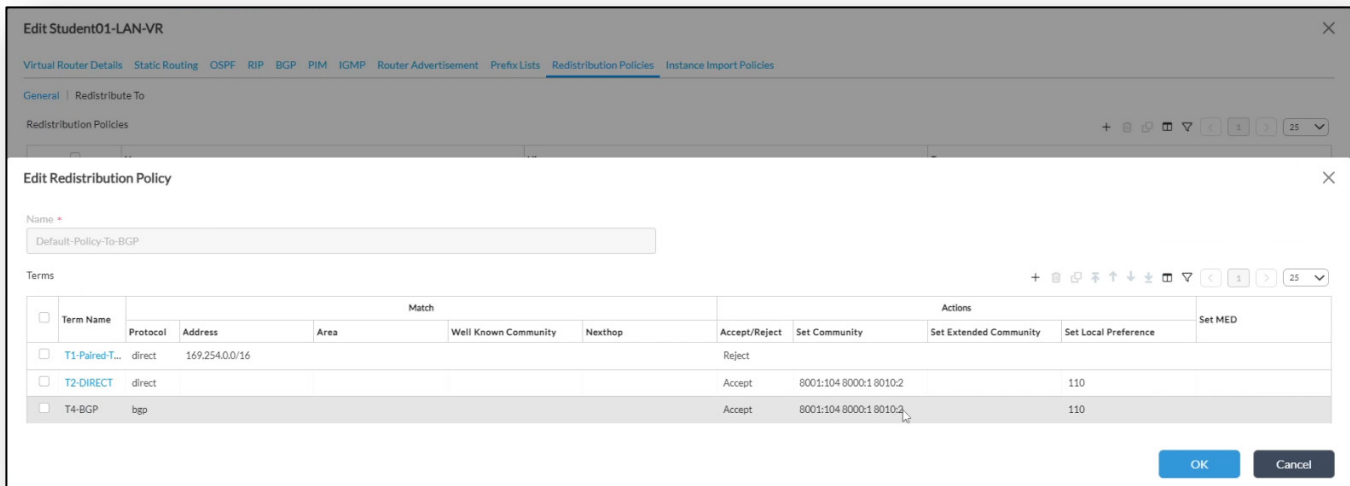 Edit Student01-LAN-VR
Virtual Router Details Static Routing OSPF RIP BGP PIM IGMP Router Advertisement Prefix Lists Redistribution Policies Instance Import Policies
General | Redistribute To
Redistribution Policies 1 25
Edit Redistribution Policy
Name *
Default-Policy-To-BGP
Terms 1 25
Term Name Match Actions Set MED
Protocol Address Area Well Known Community Nexthop Accept/Reject Set Community Set Extended Community Set Local Preference
T1-Paired-T... direct 169.254.0.0/16 Reject
T2-DIRECT direct Accept 8001:104 8000:1 8010:2 110
T4-BGP bgp Accept 8001:104 8000:1 8010:2 110
OK Cancel